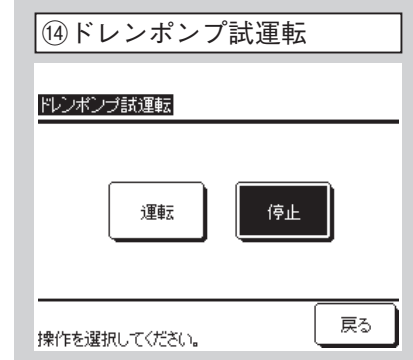 ⑭ドレンポンプ試運転
ドレンポンプ試運転
運転 停止
操作を選択してください。 戻る